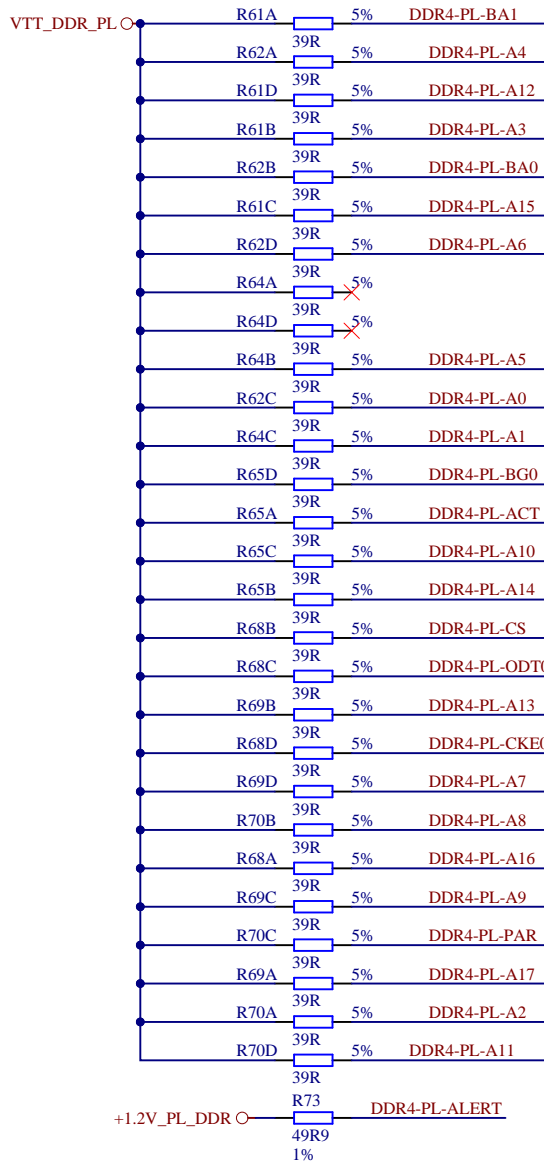 VTT_DDR_PL
R61A 5% DDR4-PL-BA1
39R
R62A 5% DDR4-PL-A4
39R
R61D 5% DDR4-PL-A12
39R
R61B 5% DDR4-PL-A3
39R
R62B 5% DDR4-PL-BA0
39R
R61C 5% DDR4-PL-A15
39R
R62D 5% DDR4-PL-A6
39R
R64A 5%
39R
R64D 5%
39R
R64B 5% DDR4-PL-A5
39R
R62C 5% DDR4-PL-A0
39R
R64C 5% DDR4-PL-A1
39R
R65D 5% DDR4-PL-BG0
39R
R65A 5% DDR4-PL-ACT
39R
R65C 5% DDR4-PL-A10
39R
R65B 5% DDR4-PL-A14
39R
R68B 5% DDR4-PL-CS
39R
R68C 5% DDR4-PL-ODT0
39R
R69B 5% DDR4-PL-A13
39R
R68D 5% DDR4-PL-CKE0
39R
R69D 5% DDR4-PL-A7
39R
R70B 5% DDR4-PL-A8
39R
R68A 5% DDR4-PL-A16
39R
R69C 5% DDR4-PL-A9
39R
R70C 5% DDR4-PL-PAR
39R
R69A 5% DDR4-PL-A17
39R
R70A 5% DDR4-PL-A2
39R
R70D 5% DDR4-PL-A11
39R
R73
+1.2V_PL_DDR DDR4-PL-ALERT
49R9
1%